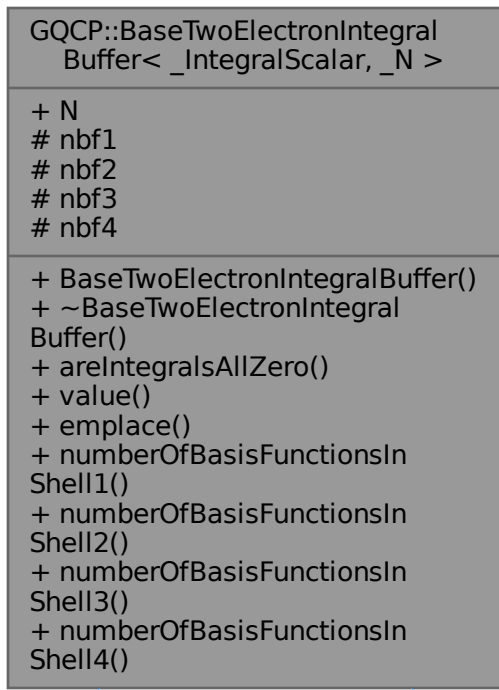 GQCP::BaseTwoElectronIntegral
Buffer< _IntegralScalar, _N >
+ N
# nbf1
# nbf2
# nbf3
# nbf4
+ BaseTwoElectronIntegralBuffer()
+ ~BaseTwoElectronIntegral
Buffer()
+ areIntegralsAllZero()
+ value()
+ emplace()
+ numberOfBasisFunctionsIn
Shell1()
+ numberOfBasisFunctionsIn
Shell2()
+ numberOfBasisFunctionsIn
Shell3()
+ numberOfBasisFunctionsIn
Shell4()